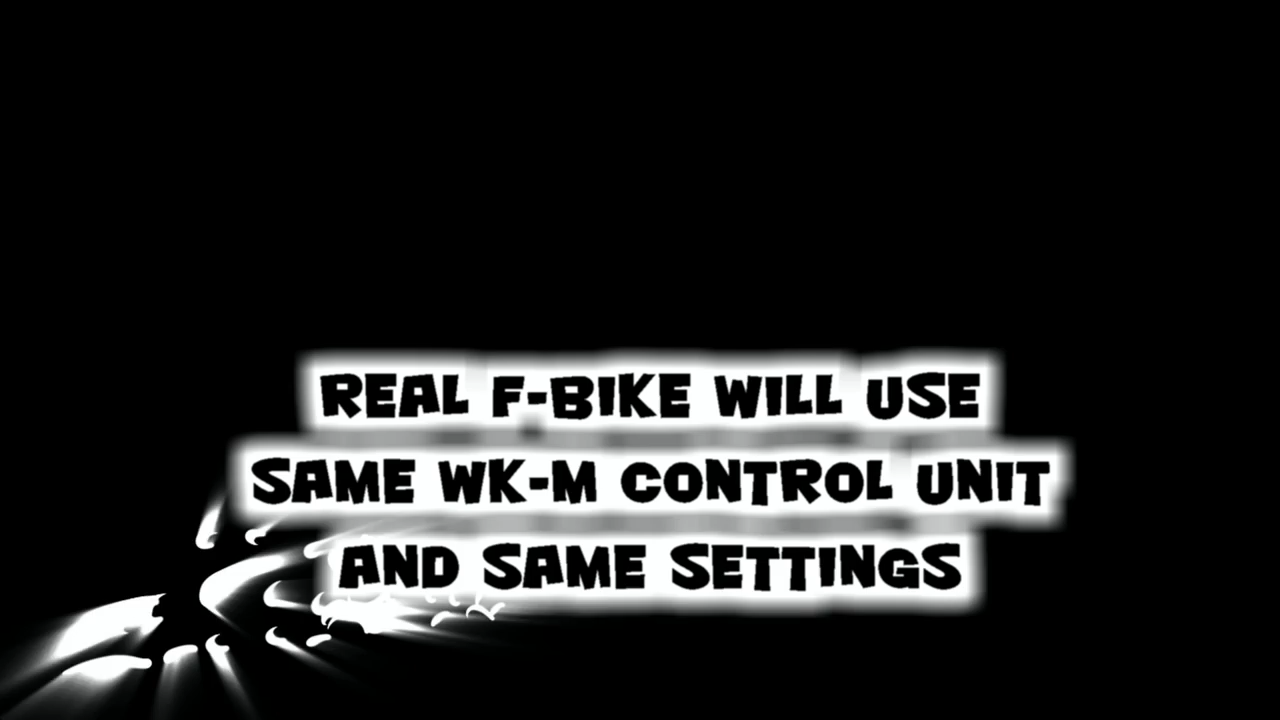 REAL F-BIKE WILL USE
SAME WK-M CONTROL UNIT
AND SAME SETTINGS